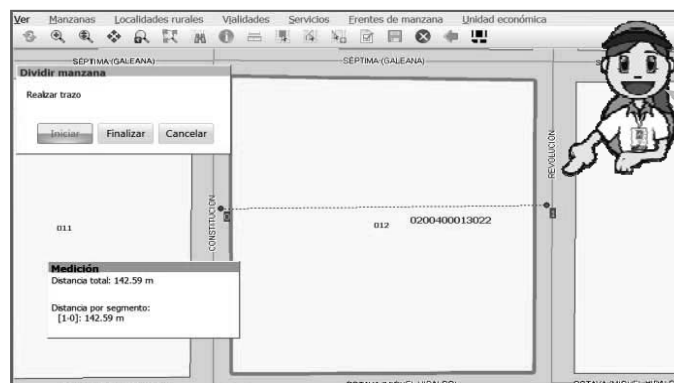 Ver Manzanas Localidades rurales Vialidades Servicios Frentes de manzana Unidad económica
SÉPTIMA (GALEANA)
SÉPTIMA (GALEANA)
Dividir manzana
Realizar trazo
Iniciar Finalizar Cancelar
REVOLUCIÓN
CONSTITUCIÓN
011
012
0200400013022
Medición
Distancia total: 142.59 m
Distancia por segmento:
[1-0]: 142.59 m